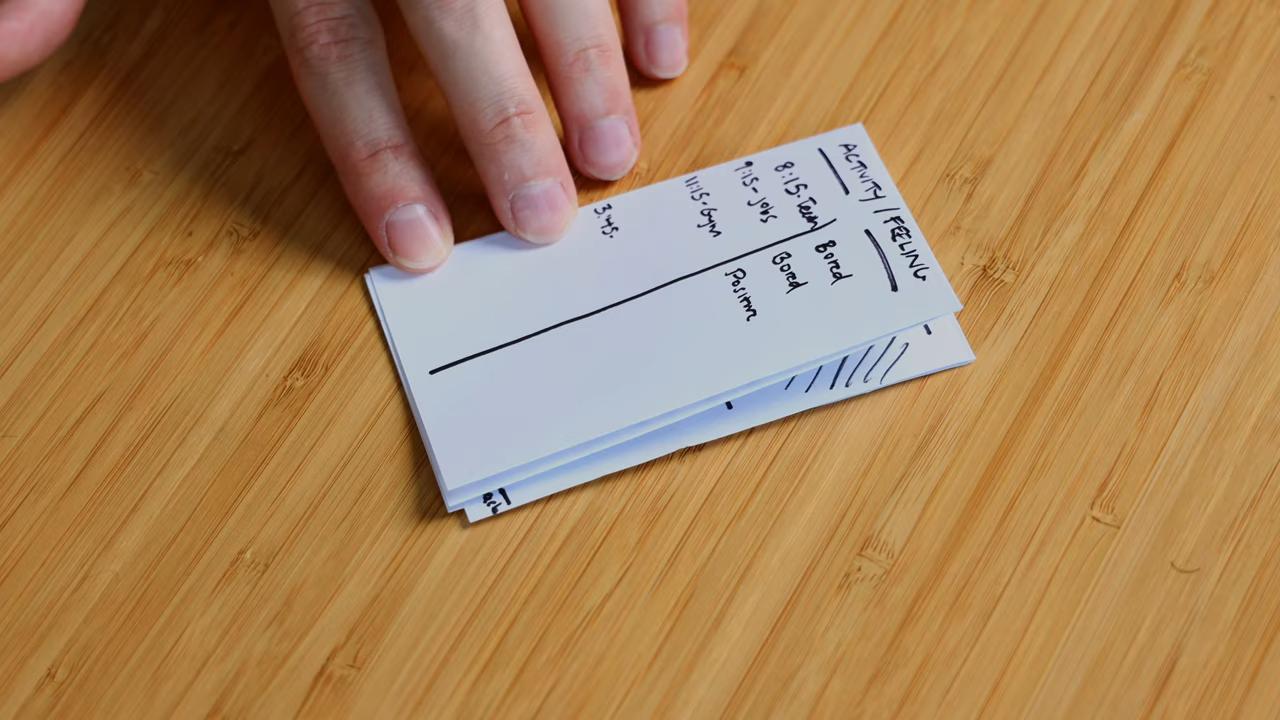 ACTIVITY / FEELING
8:15-Team Bored
9:15-jobs Bored
11:15-Gym Positive
3:45.